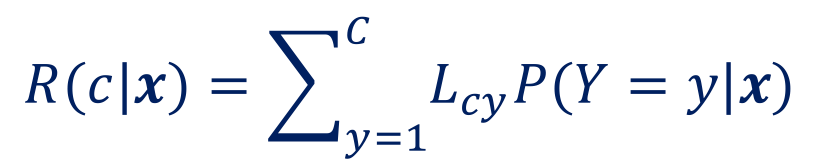 R(c|x) = ∑_{y=1}^{C} L_{cy} P(Y = y|x)